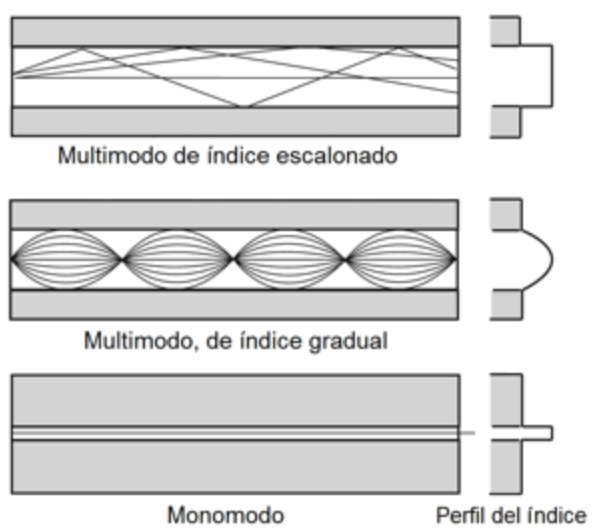 Multimodo de índice escalonado
Multimodo, de índice gradual
Monomodo
Perfil del índice